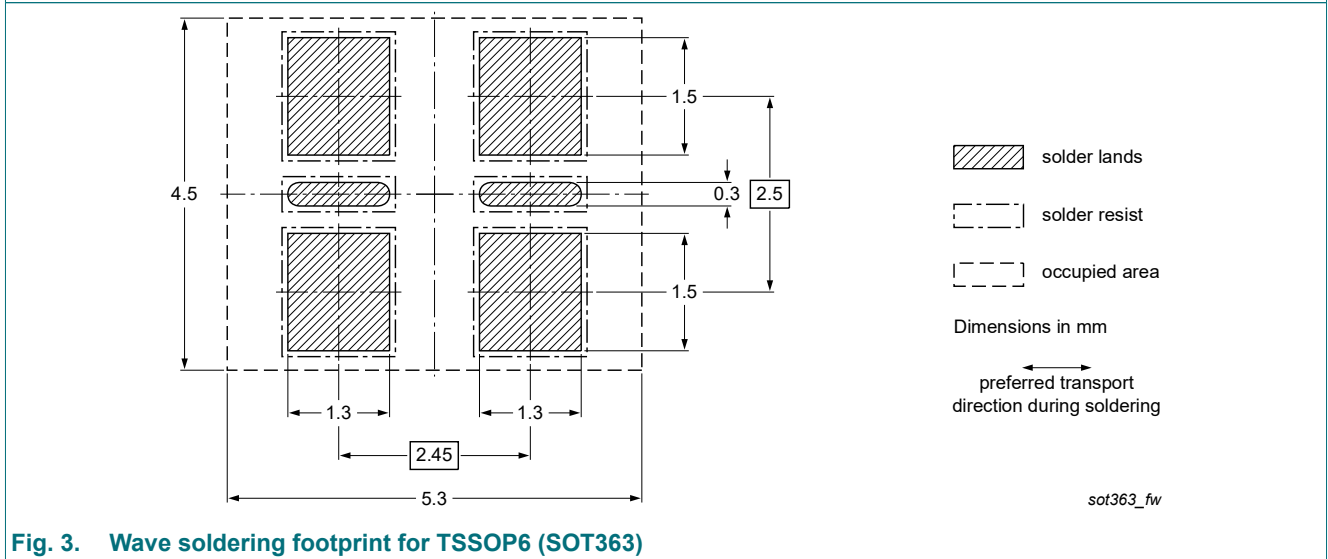 1.5
4.5
0.3
2.5
1.5
1.3
1.3
2.45
5.3
solder lands
solder resist
occupied area
Dimensions in mm
preferred transport
direction during soldering
sot363_fw
Fig. 3. Wave soldering footprint for TSSOP6 (SOT363)